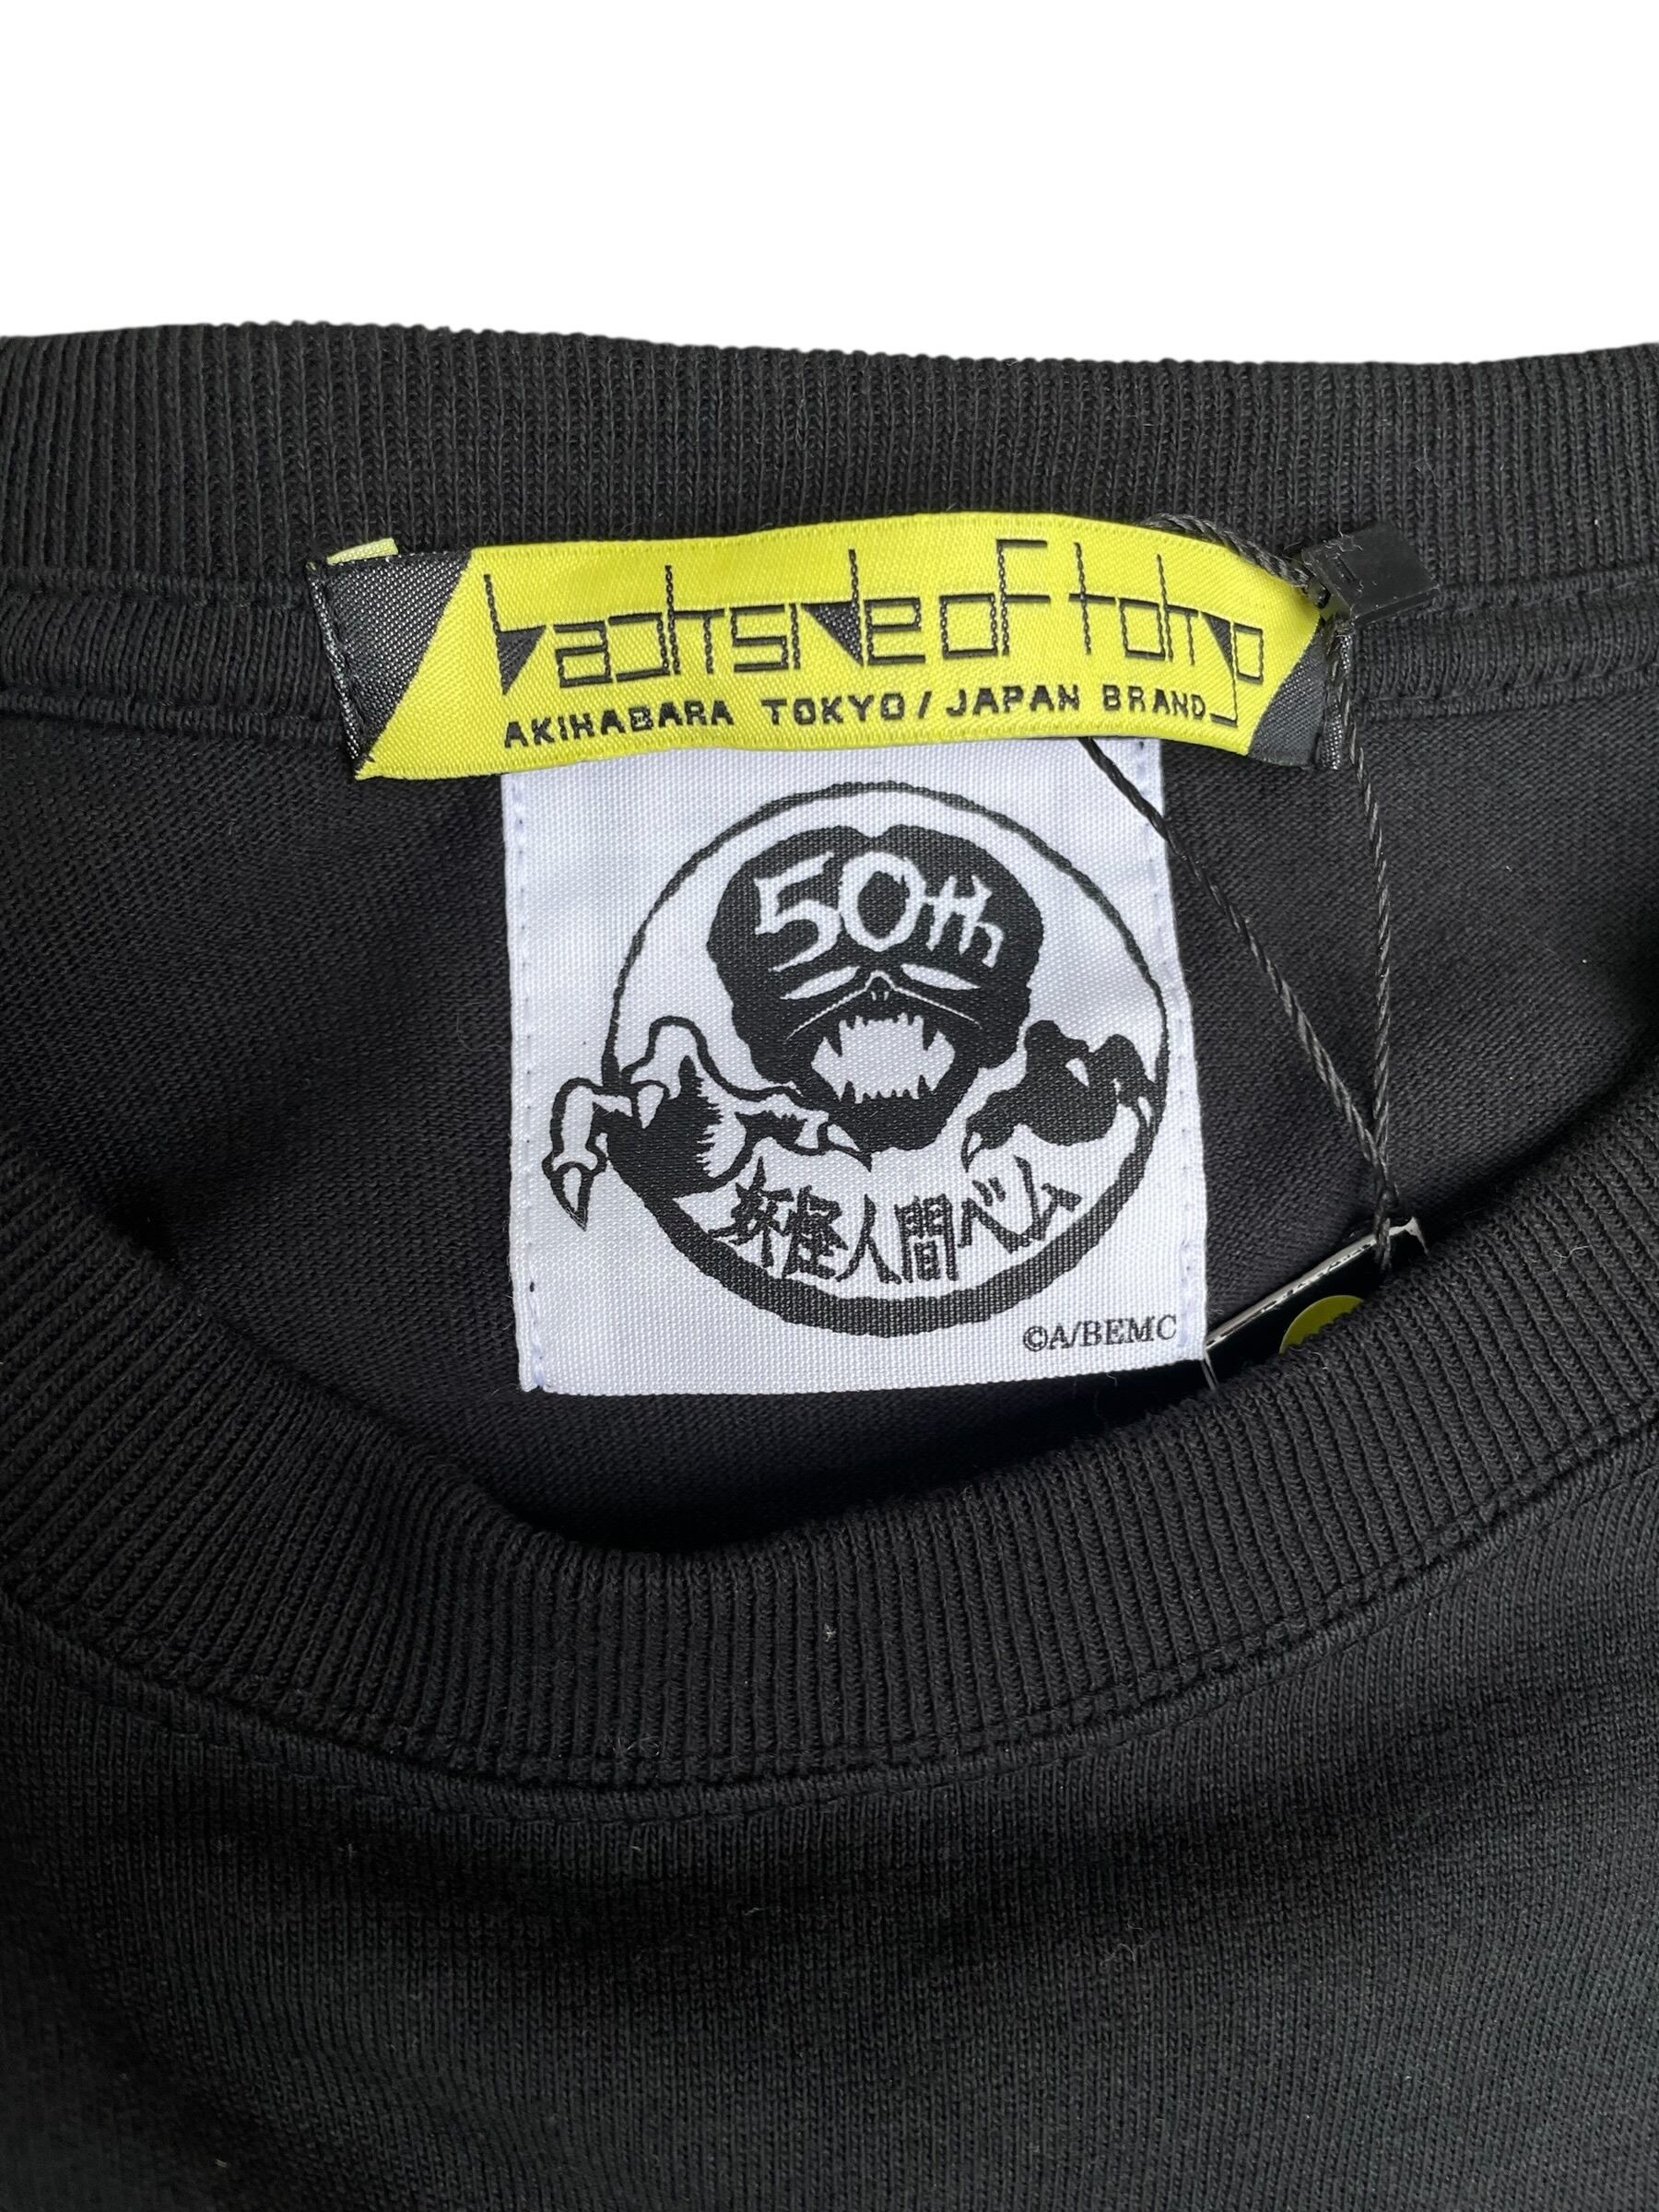 backside of tokyo
AKIHABARA TOKYO / JAPAN BRAND
50th
妖怪人間ベム
©A/BEMC